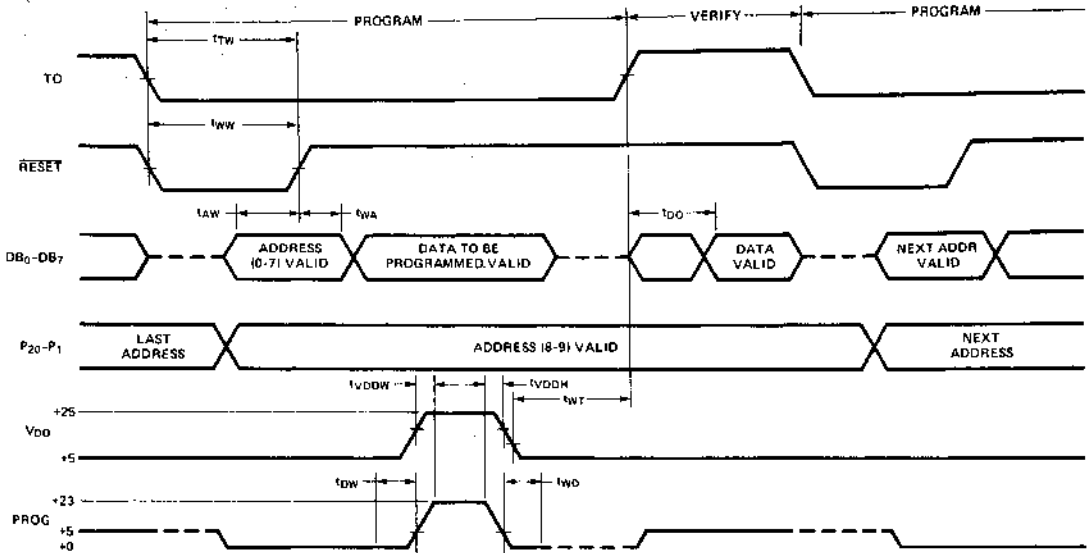 PROGRAM VERIFY PROGRAM
tTW
TO
tWW
RESET
tAW tWA tDO
DB0-DB7 ADDRESS (0-7) VALID DATA TO BE PROGRAMMED.VALID DATA VALID NEXT ADDR VALID
P20-P1 LAST ADDRESS ADDRESS (8-9) VALID NEXT ADDRESS
tVDDW tVDDH
tWT
+25
VDD
+5
tDW tWD
+23
PROG
+5
+0